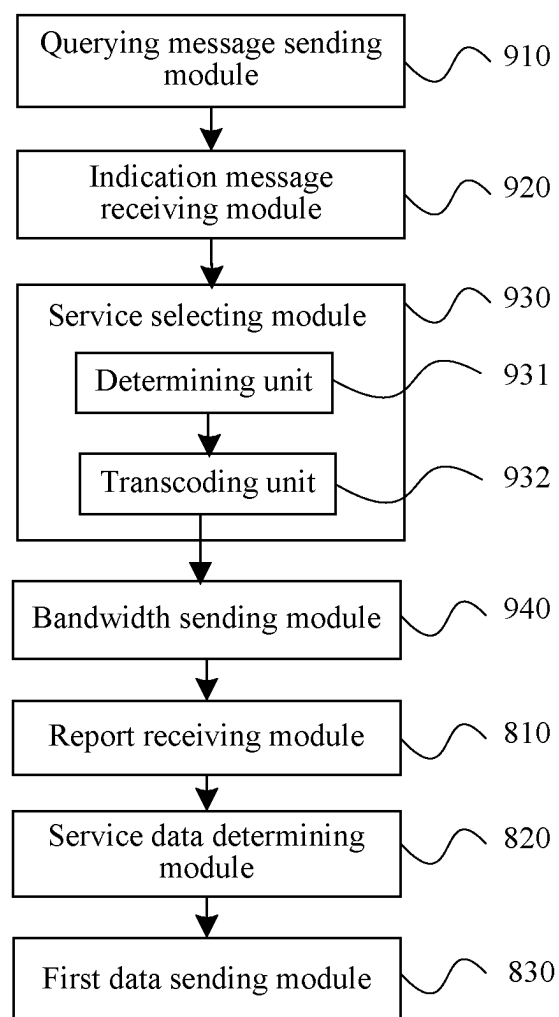 Querying message sending
module
910
Indication message
receiving module
920
Service selecting module
930
Determining unit
931
Transcoding unit
932
Bandwidth sending module
940
Report receiving module
810
Service data determining
module
820
First data sending module
830